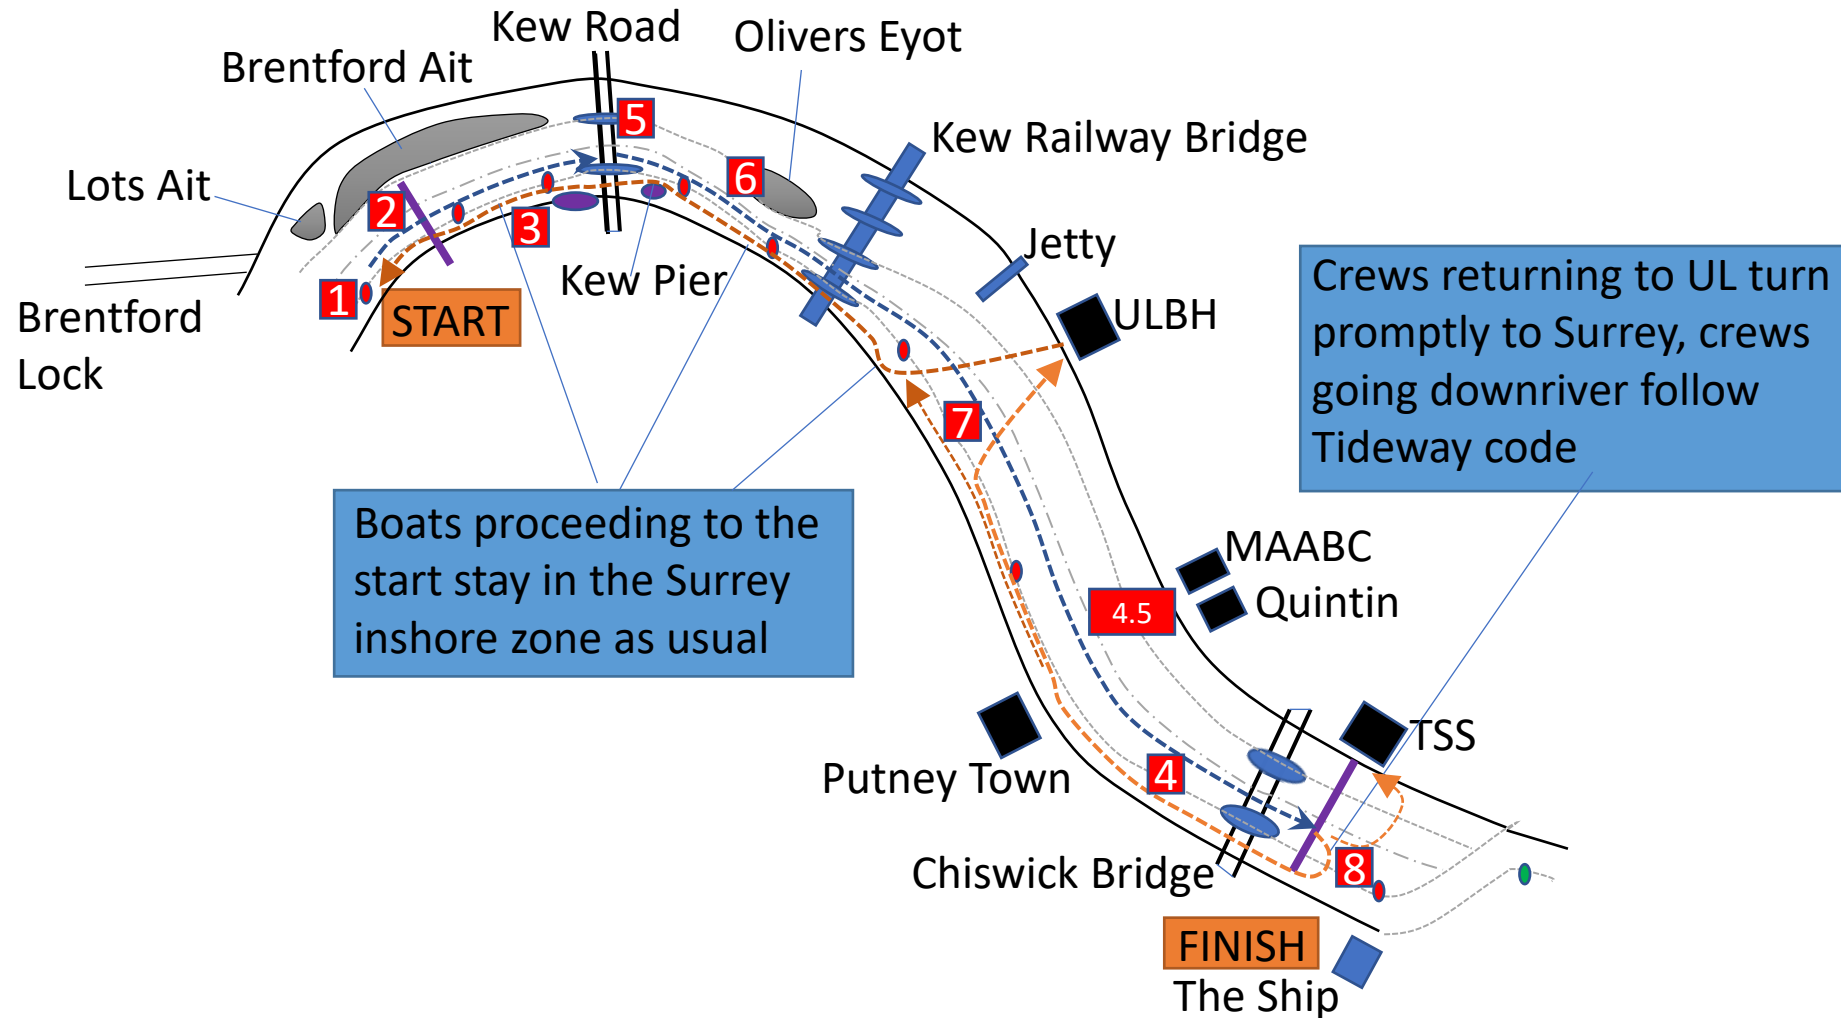 Kew Road
Olivers Eyot
Brentford Ait
5
Kew Railway Bridge
Lots Ait
6
2
3
Jetty
Kew Pier
1
START
ULBH
Brentford
Lock
Crews returning to UL turn
promptly to Surrey, crews
going downriver follow
Tideway code
7
Boats proceeding to the
start stay in the Surrey
inshore zone as usual
MAABC
Quintin
4.5
TSS
Putney Town
4
Chiswick Bridge
8
FINISH
The Ship